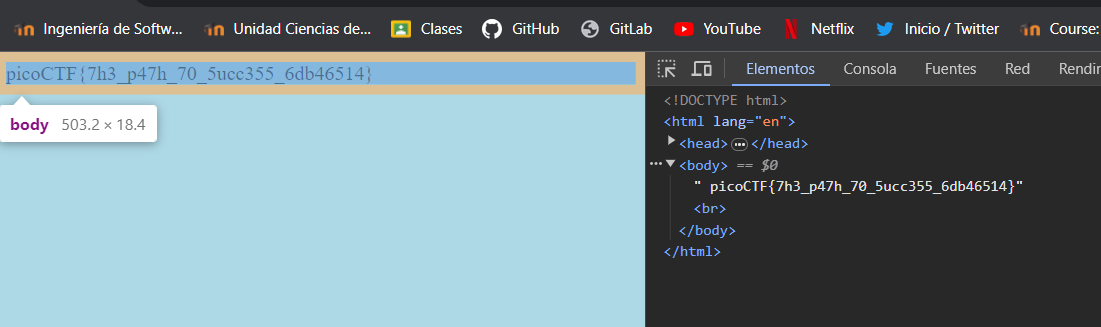 Ingeniería de Softw...
Unidad Ciencias de...
Clases
GitHub
GitLab
YouTube
Netflix
Inicio / Twitter
Course:
picoCTF{7h3_p47h_70_5ucc355_6db46514}
body 503.2 × 18.4
Elementos
Consola
Fuentes
Red
Rendir
<!DOCTYPE html>
<html lang="en">
<head> ... </head>
... <body> == $0
" picoCTF{7h3_p47h_70_5ucc355_6db46514}"
<br>
</body>
</html>